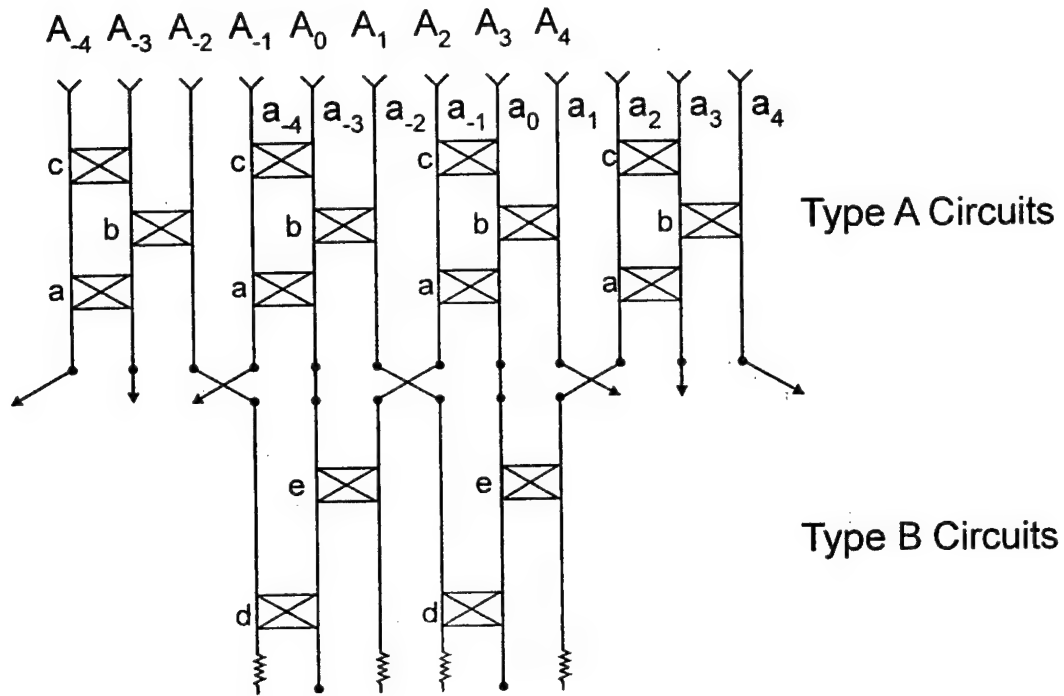 A-4 A-3 A-2 A-1 A0 A1 A2 A3 A4
a-4 a-3 a-2 a-1 a0 a1 a2 a3 a4
c c c c
b b b b
Type A Circuits
a a a a
e e
Type B Circuits
d d